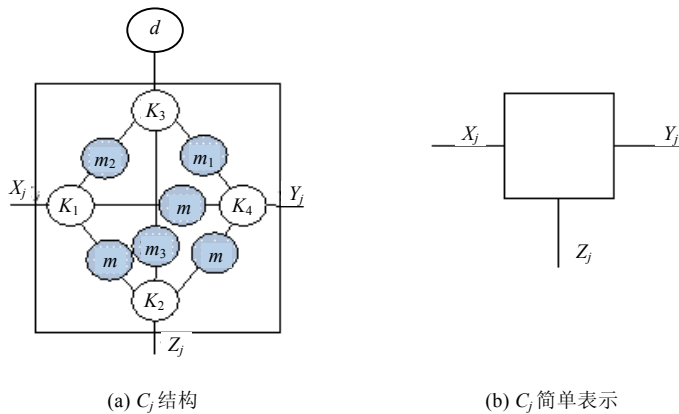 d
K3
m2
m1
Xj
j
Yj
K1
m
K4
m
m3
m
K2
Zj
Xj
Yj
Zj
(a) Cj 结构
(b) Cj 简单表示